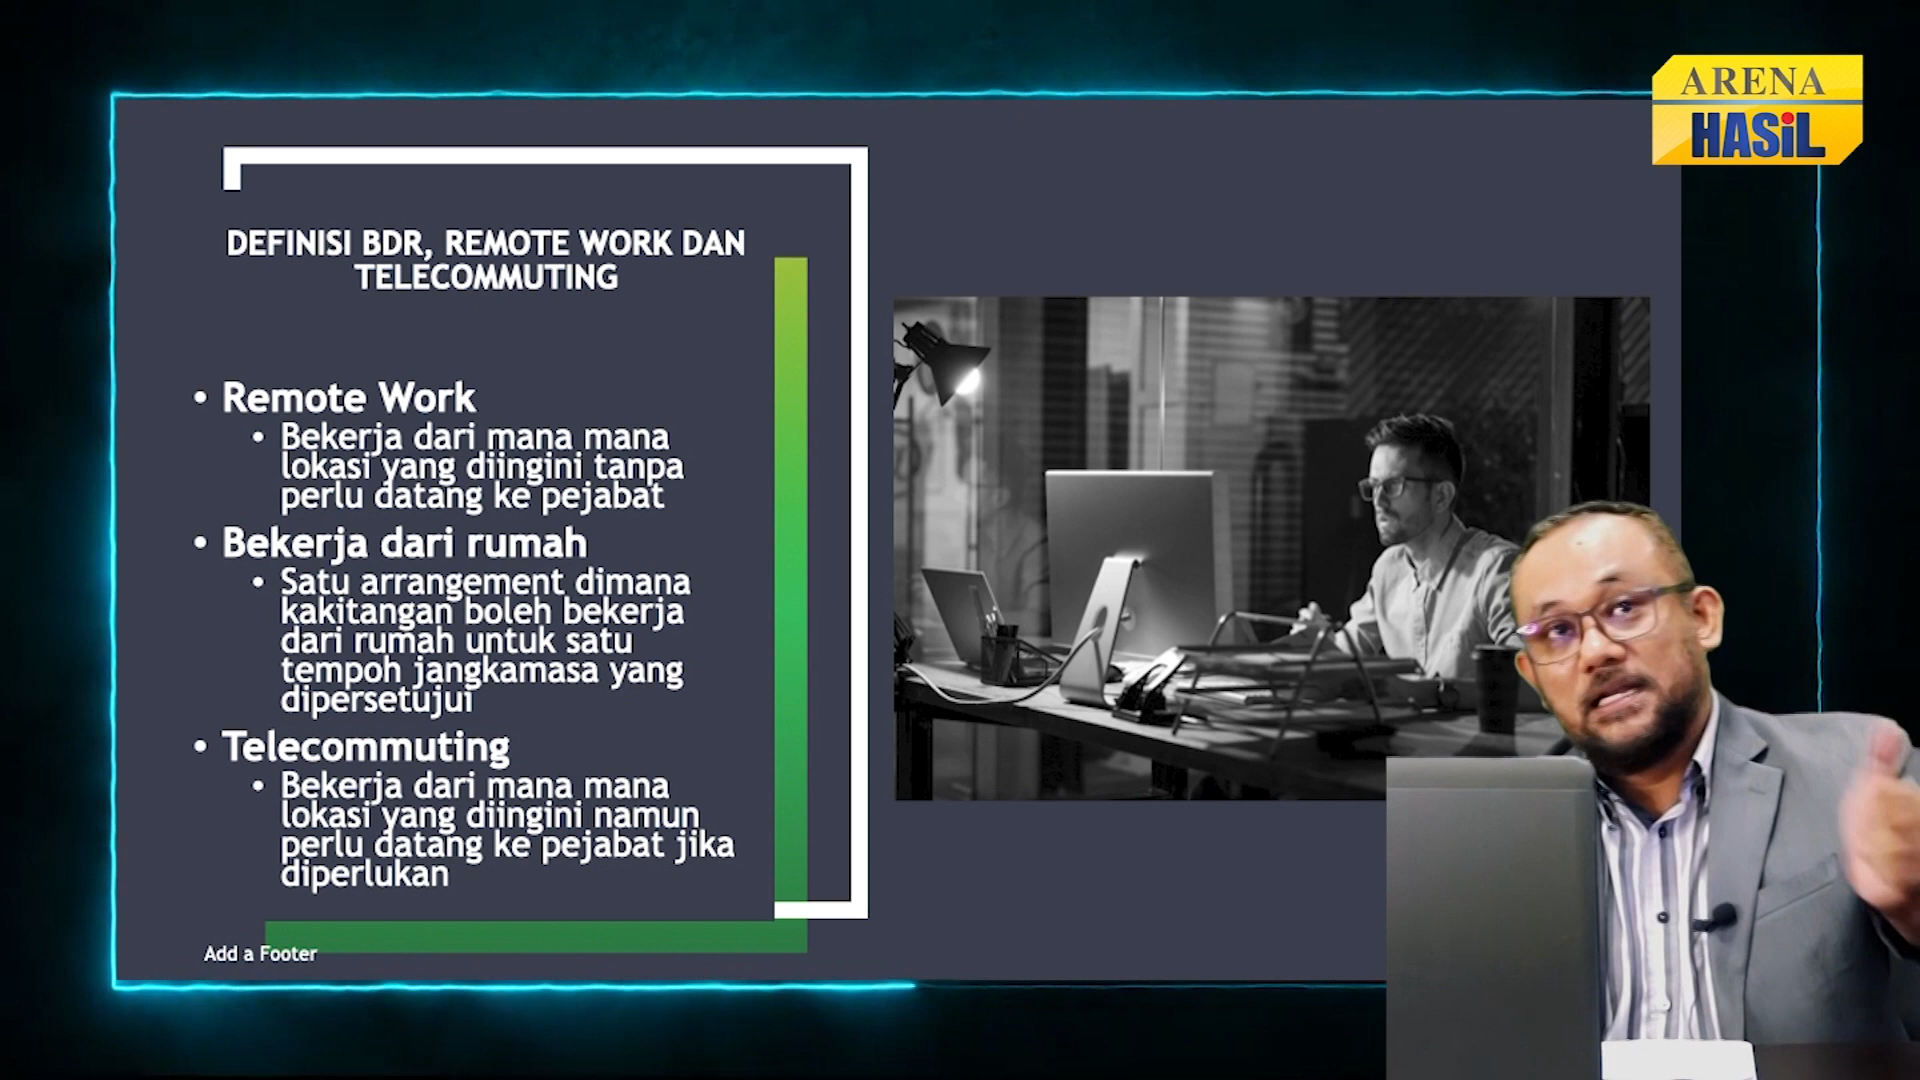 ARENA
HASiL
DEFINISI BDR, REMOTE WORK DAN
TELECOMMUTING
• Remote Work
• Bekerja dari mana mana
lokasi yang diingini tanpa
perlu datang ke pejabat
• Bekerja dari rumah
• Satu arrangement dimana
kakitangan boleh bekerja
dari rumah untuk satu
tempoh jangkamasa yang
dipersetujui
• Telecommuting
• Bekerja dari mana mana
lokasi yang diingini namun
perlu datang ke pejabat jika
diperlukan
Add a Footer